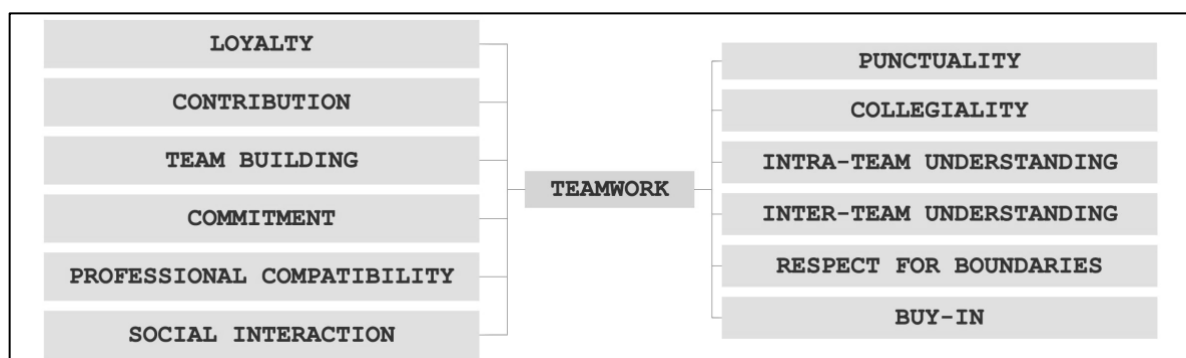 LOYALTY
CONTRIBUTION
TEAM BUILDING
COMMITMENT
PROFESSIONAL COMPATIBILITY
SOCIAL INTERACTION
TEAMWORK
PUNCTUALITY
COLLEGIALITY
INTRA-TEAM UNDERSTANDING
INTER-TEAM UNDERSTANDING
RESPECT FOR BOUNDARIES
BUY-IN